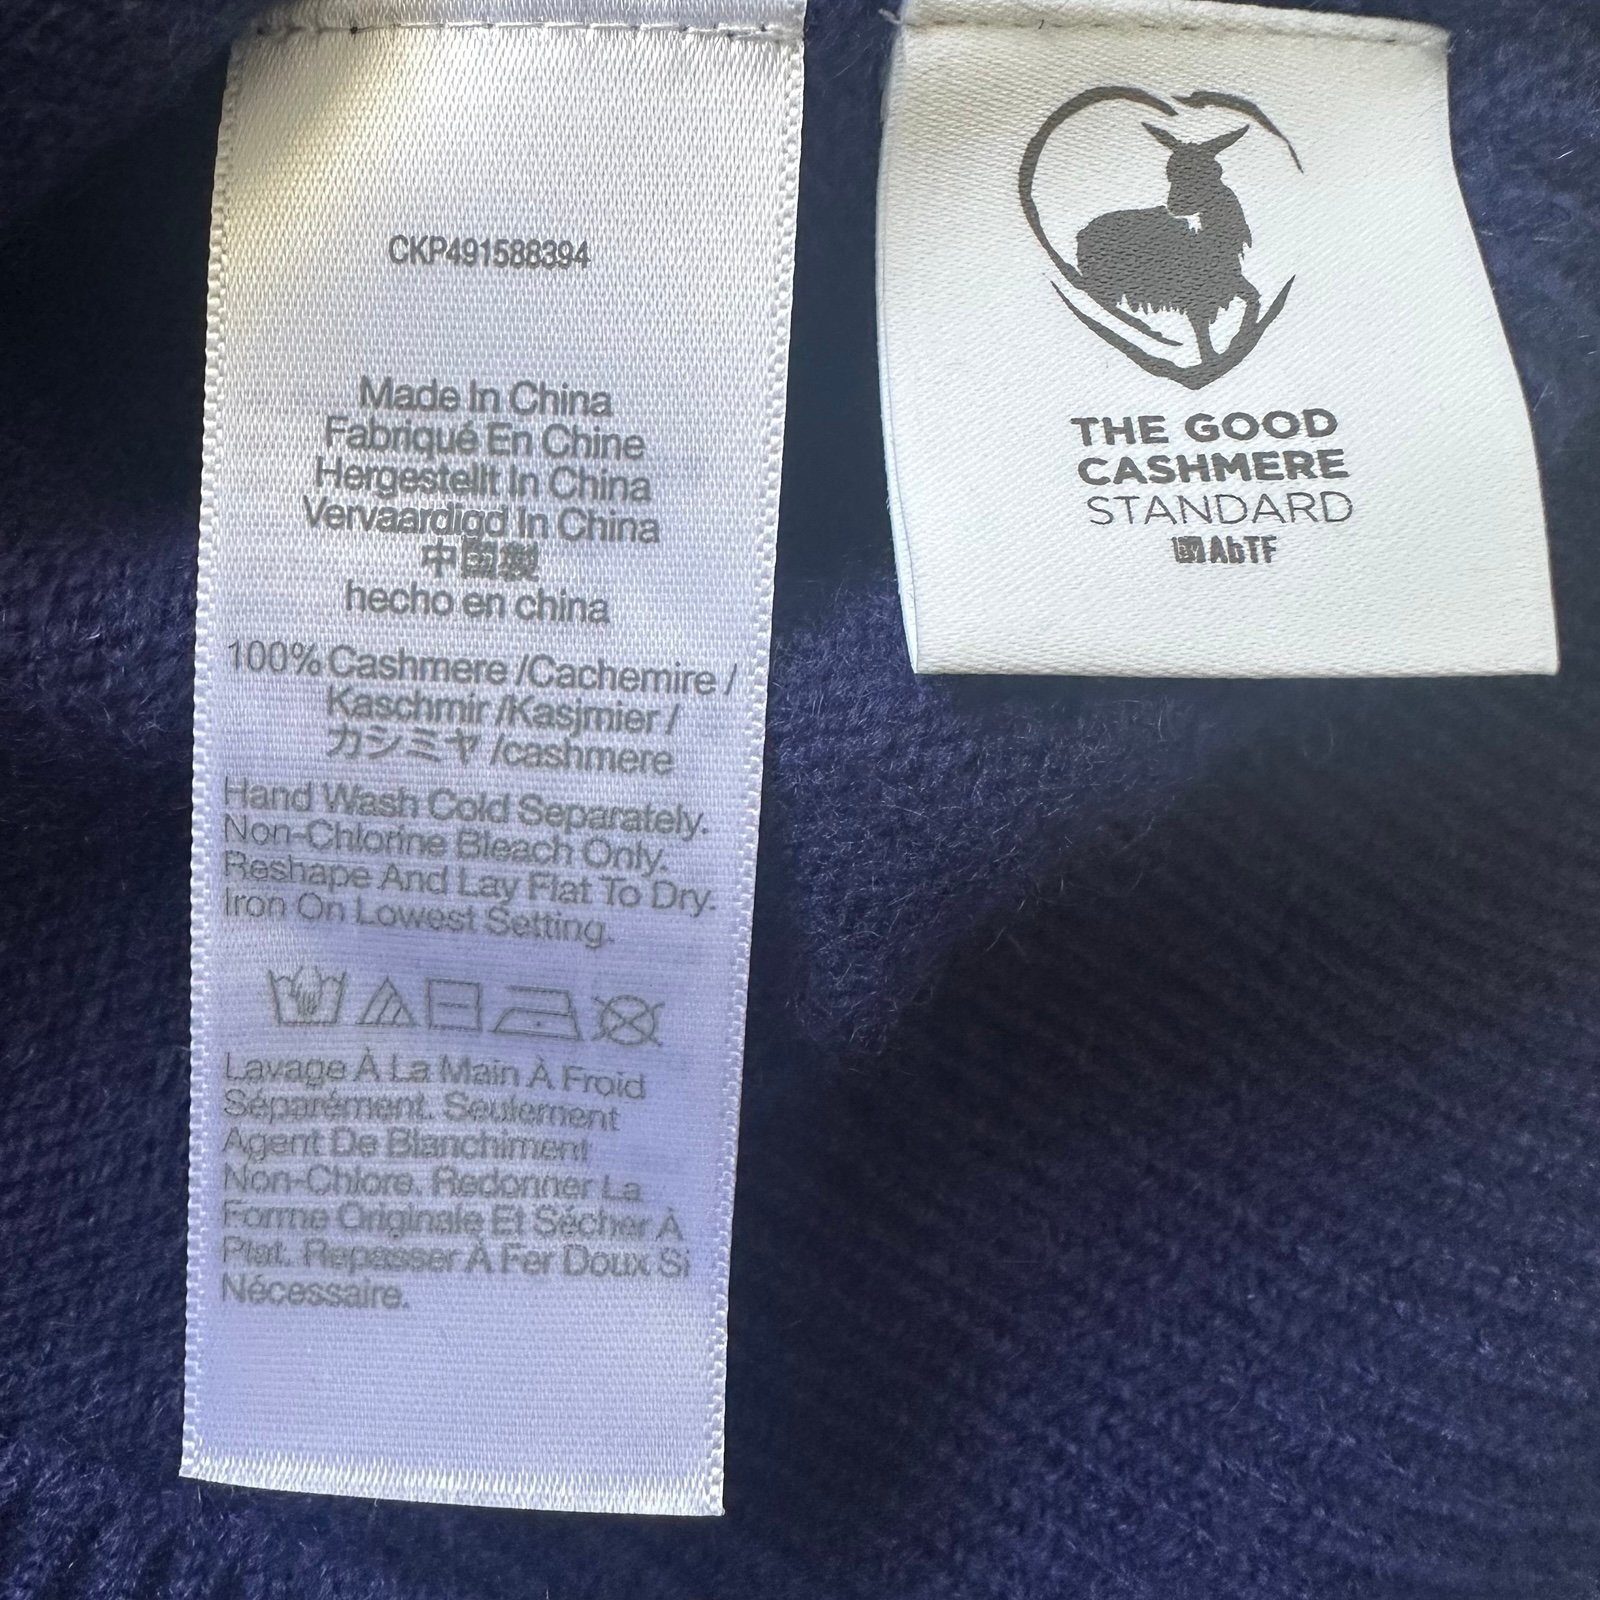 CKP491588394
Made In China
Fabriqué En Chine
Hergestellt In China
Vervaardigd In China
中国製
hecho en china
100% Cashmere /Cachemire /
Kaschmir /Kasjmier /
カシミヤ /cashmere
Hand Wash Cold Separately.
Non-Chlorine Bleach Only.
Reshape And Lay Flat To Dry.
Iron On Lowest Setting.
Lavage À La Main À Froid
Séparément. Seulement
Agent De Blanchiment
Non-Chlore. Redonner La
Forme Originale Et Sécher À
Plat. Repasser À Fer Doux Si
Nécessaire.
THE GOOD
CASHMERE
STANDARD
by AbTF